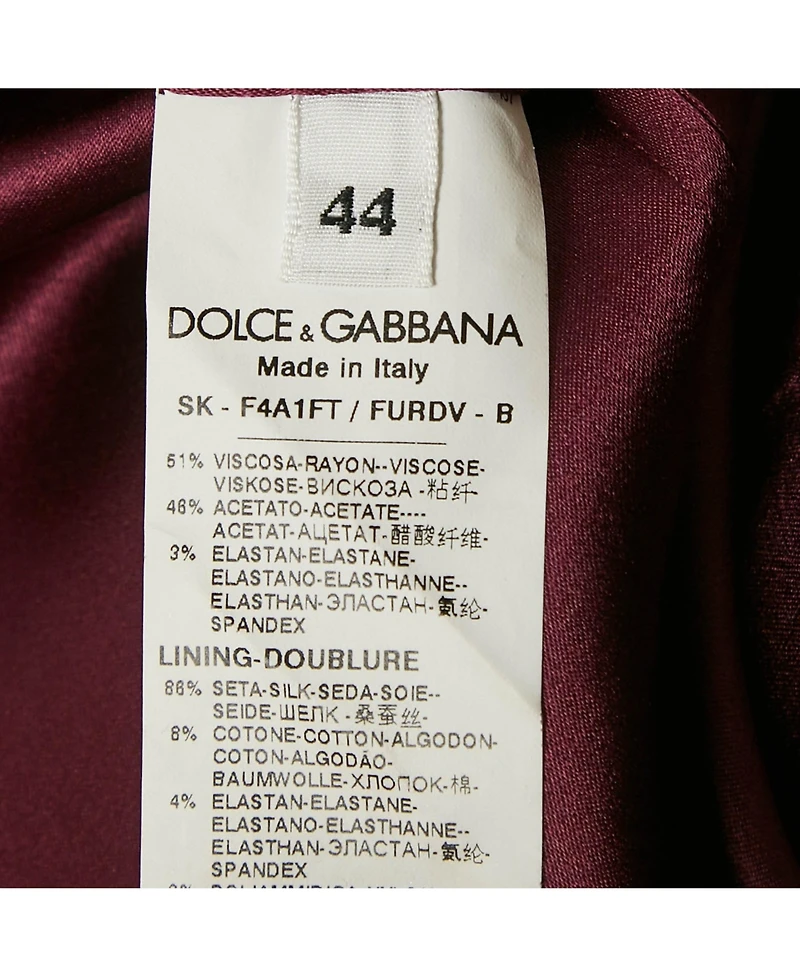 44
DOLCE & GABBANA
Made in Italy
SK - F4A1FT / FURDV - B
51% VISCOSA-RAYON--VISCOSE-
VISKOSE-ВИСКОЗА -粘纤-
46% ACETATO-ACETATE----
ACETAT-АЦЕТАТ-醋酸纤维-
3% ELASTAN-ELASTANE-
ELASTANO-ELASTHANNE--
ELASTHAN-ЭЛАСТАН-氨纶-
SPANDEX
LINING-DOUBLURE
86% SETA-SILK-SEDA-SOIE--
SEIDE-ШЕЛК -桑蚕丝-
8% COTONE-COTTON-ALGODON-
COTON-ALGODÃO-
BAUMWOLLE-ХЛОПОК-棉-
4% ELASTAN-ELASTANE-
ELASTANO-ELASTHANNE--
ELASTHAN-ЭЛАСТАН-氨纶-
SPANDEX